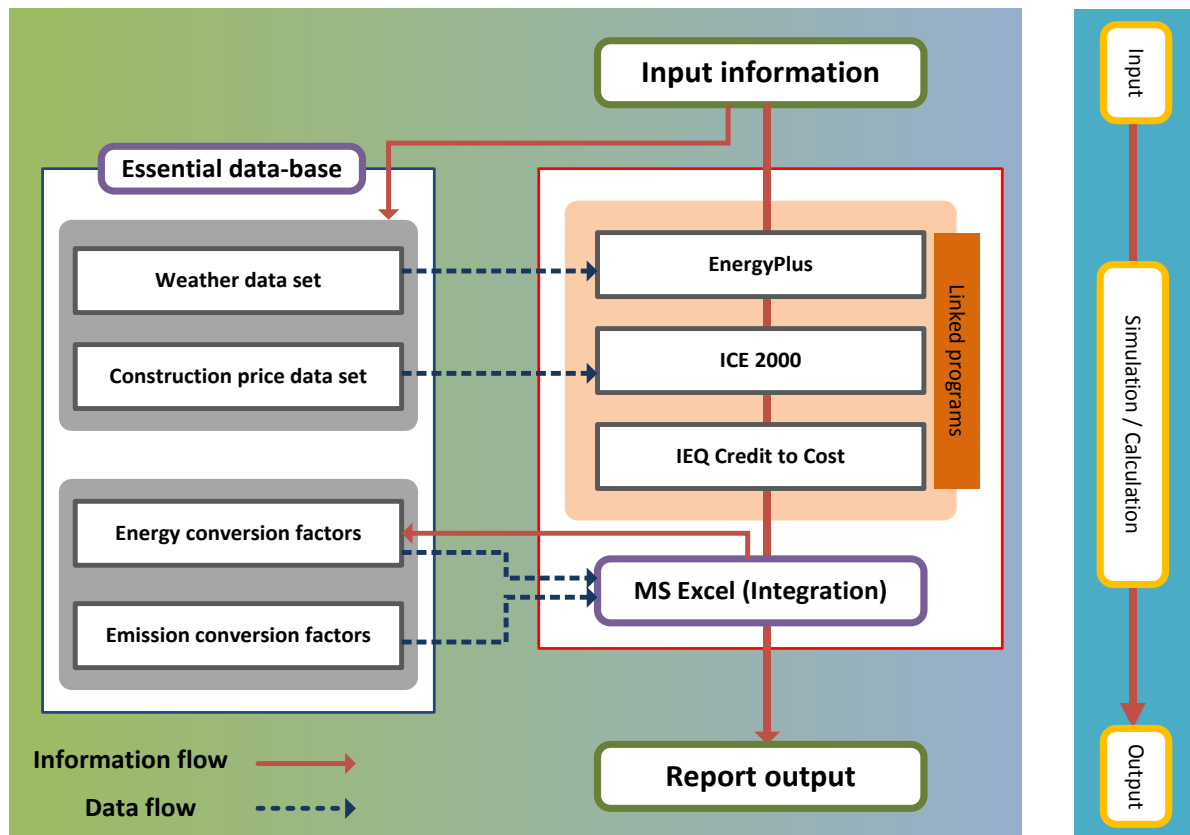 Input information
Essential data-base
Weather data set
Construction price data set
Energy conversion factors
Emission conversion factors
EnergyPlus
ICE 2000
IEQ Credit to Cost
Linked programs
MS Excel (Integration)
Report output
Information flow
Data flow
Input
Simulation / Calculation
Output